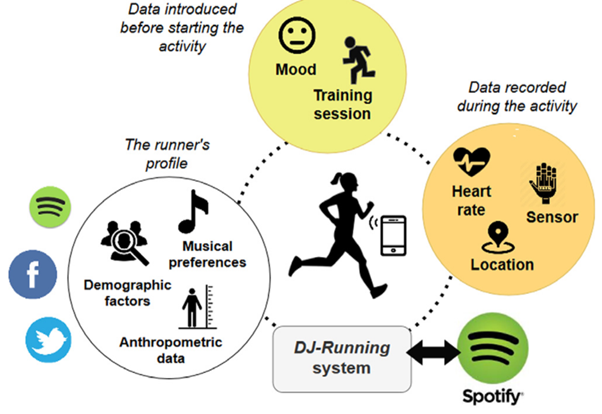 Data introduced
before starting the
activity
Mood
Training
session
Data recorded
during the activity
Heart
rate
Sensor
Location
The runner's
profile
Musical
preferences
Demographic
factors
Anthropometric
data
f
DJ-Running
system
Spotify®